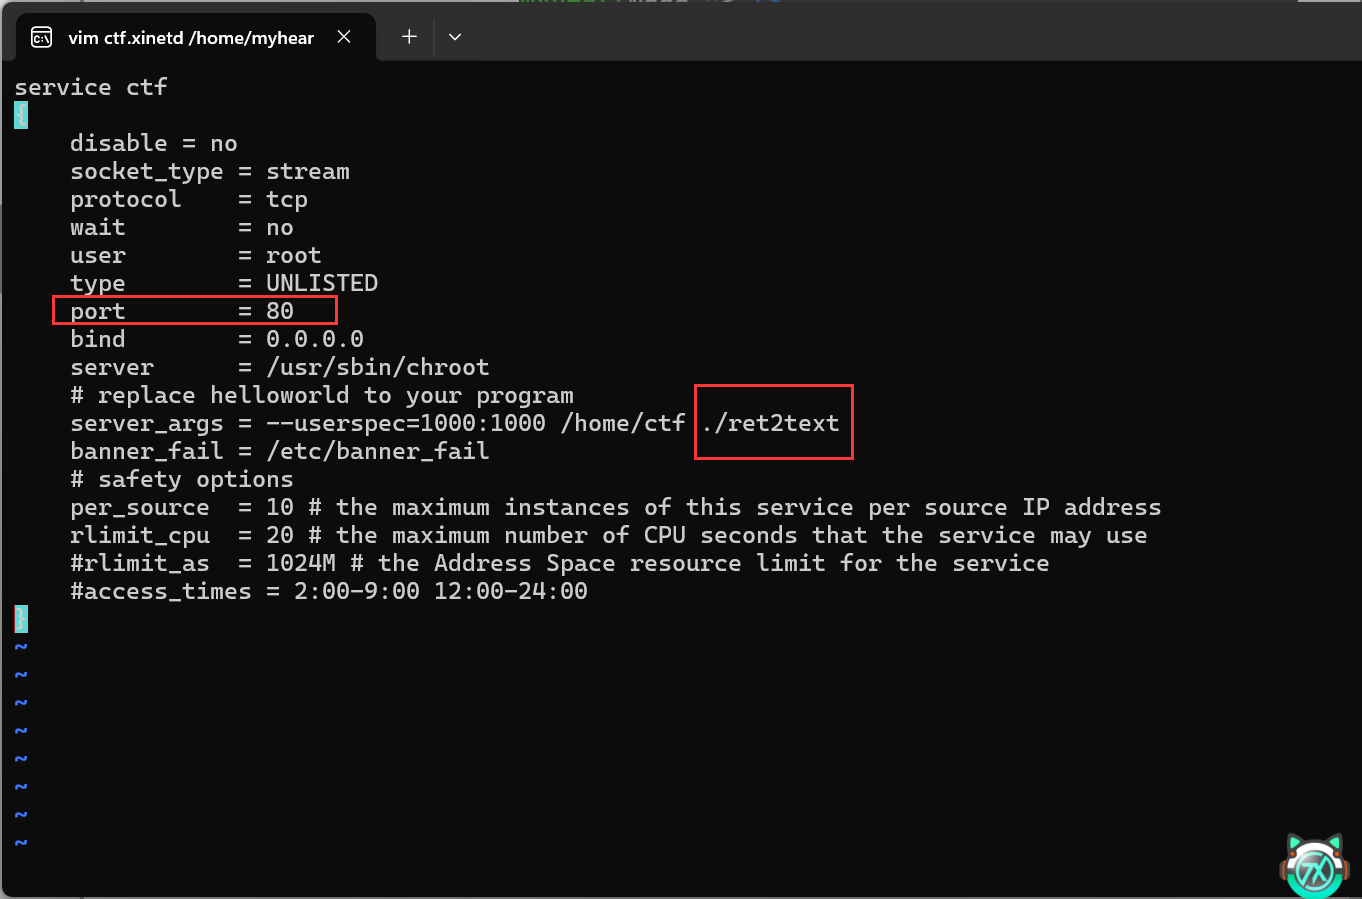 vim ctf.xinetd /home/myhear
service ctf
{
    disable = no
    socket_type = stream
    protocol    = tcp
    wait        = no
    user        = root
    type        = UNLISTED
    port        = 80
    bind        = 0.0.0.0
    server      = /usr/sbin/chroot
    # replace helloworld to your program
    server_args = --userspec=1000:1000 /home/ctf ./ret2text
    banner_fail = /etc/banner_fail
    # safety options
    per_source  = 10 # the maximum instances of this service per source IP address
    rlimit_cpu  = 20 # the maximum number of CPU seconds that the service may use
    #rlimit_as  = 1024M # the Address Space resource limit for the service
    #access_times = 2:00-9:00 12:00-24:00
}
~
~
~
~
~
~
~
~
7X